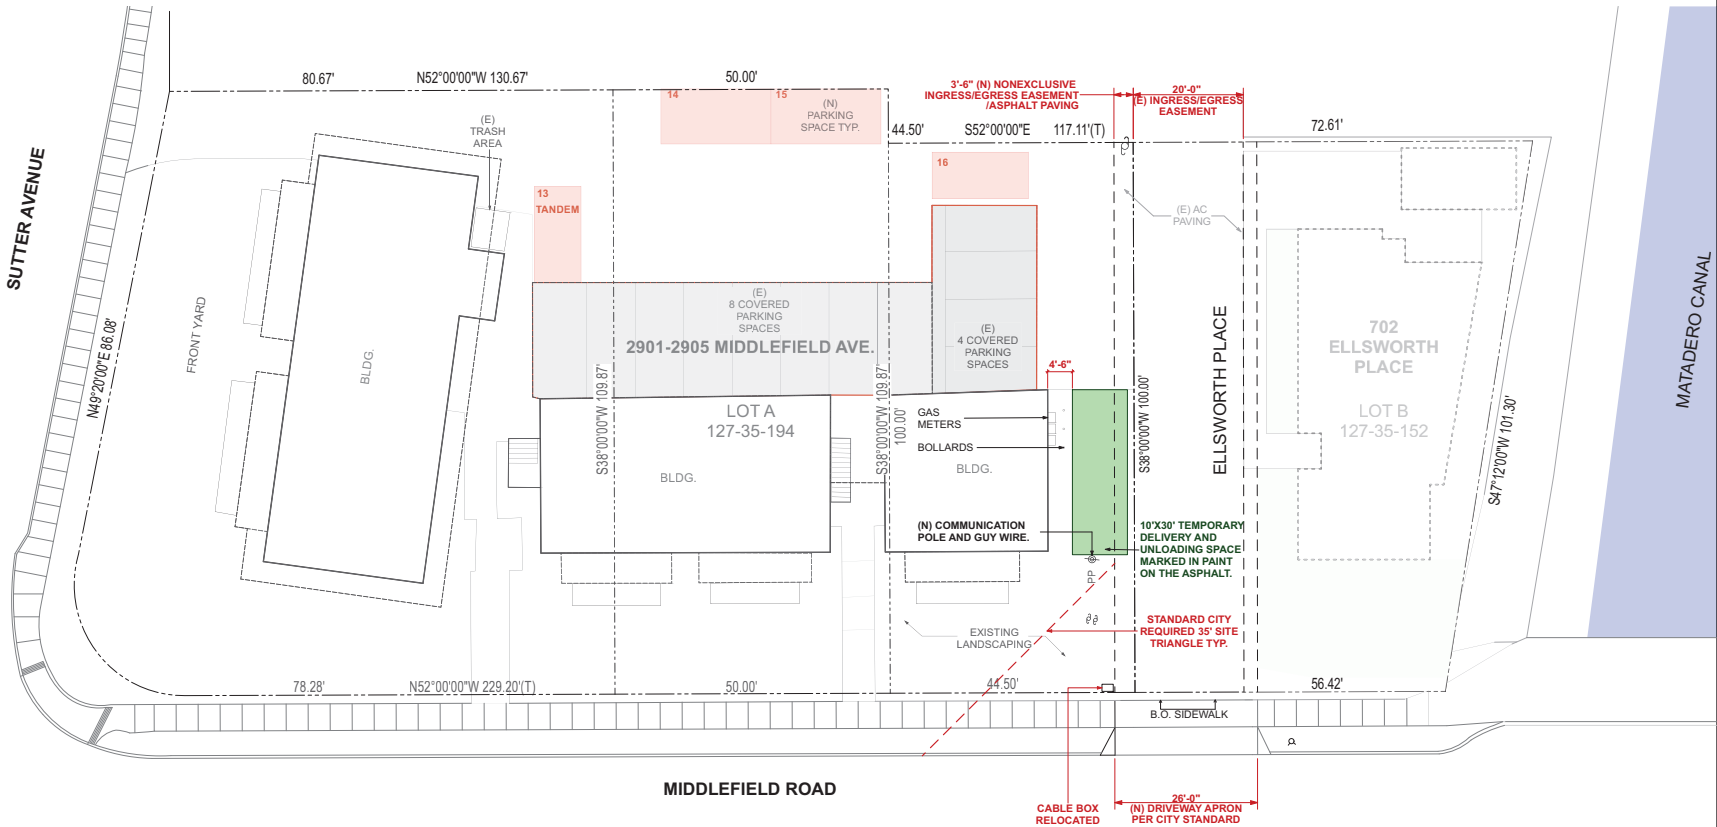 80.67'
N52°00'00"W 130.67'
50.00'
3'-6" (N) NONEXCLUSIVE
INGRESS/EGRESS EASEMENT
/ASPHALT PAVING
20'-0"
(E) INGRESS/EGRESS
EASEMENT
14
15
(N)
PARKING
SPACE TYP.
(E)
TRASH
AREA
44.50'
S52°00'00"E
117.11'(T)
72.61'
SUTTER AVENUE
13
TANDEM
16
(E) AC
PAVING
MATADERO CANAL
FRONT YARD
N49°20'00"E 86.08'
BLDG.
(E)
8 COVERED
PARKING
SPACES
2901-2905 MIDDLEFIELD AVE.
(E)
4 COVERED
PARKING
SPACES
4'-6"
ELLSWORTH PLACE
702
ELLSWORTH
PLACE
LOT B
127-35-152
S38°00'00"W 109.87'
LOT A
127-35-194
S38°00'00"W 109.87'
100.00'
GAS
METERS
BOLLARDS
S38°00'00"W 100.00'
S47°12'00"W 101.30'
BLDG.
BLDG.
(N) COMMUNICATION
POLE AND GUY WIRE.
10'X30' TEMPORARY
DELIVERY AND
UNLOADING SPACE
MARKED IN PAINT
ON THE ASPHALT.
PP
EXISTING
LANDSCAPING
STANDARD CITY
REQUIRED 35' SITE
TRIANGLE TYP.
78.28'
N52°00'00"W 229.20'(T)
50.00'
44.50'
56.42'
B.O. SIDEWALK
MIDDLEFIELD ROAD
CABLE BOX
RELOCATED
26'-0"
(N) DRIVEWAY APRON
PER CITY STANDARD